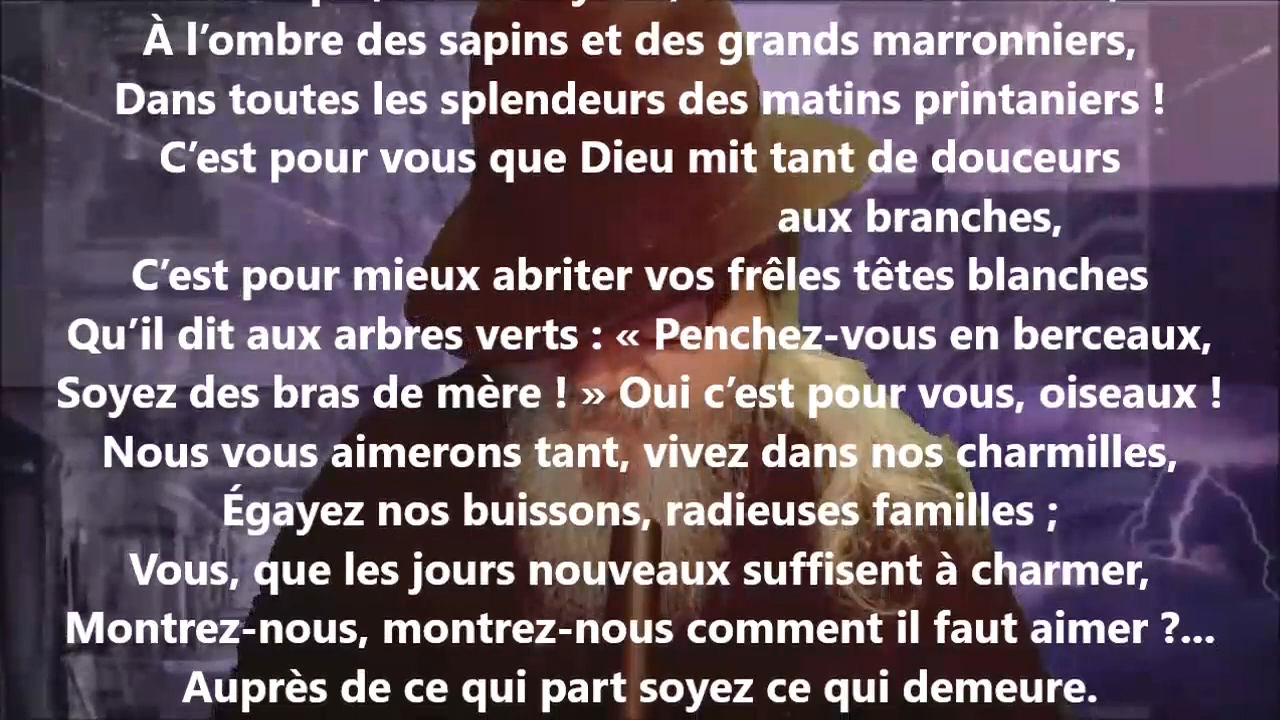 À l’ombre des sapins et des grands marronniers,
Dans toutes les splendeurs des matins printaniers !
C’est pour vous que Dieu mit tant de douceurs
aux branches,
C’est pour mieux abriter vos frêles têtes blanches
Qu’il dit aux arbres verts : « Penchez-vous en berceaux,
Soyez des bras de mère ! » Oui c’est pour vous, oiseaux !
Nous vous aimerons tant, vivez dans nos charmilles,
Égayez nos buissons, radieuses familles ;
Vous, que les jours nouveaux suffisent à charmer,
Montrez-nous, montrez-nous comment il faut aimer ?...
Auprès de ce qui part soyez ce qui demeure.